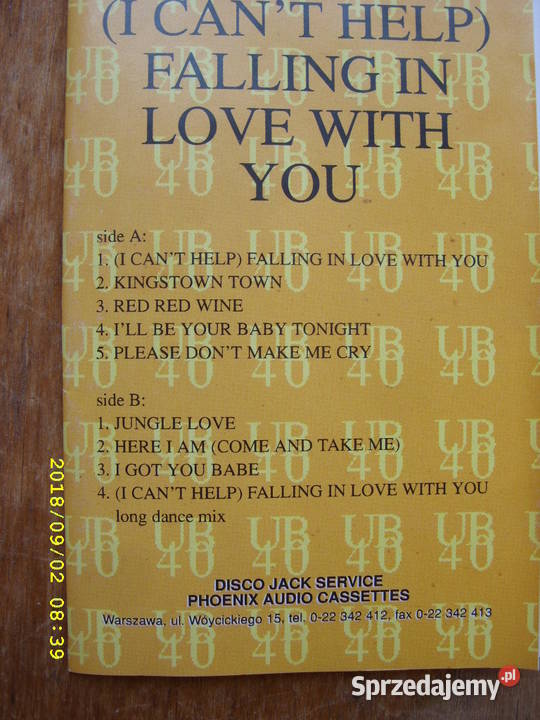 (I CAN'T HELP)
FALLING IN
LOVE WITH
YOU
side A:
1. (I CAN'T HELP) FALLING IN LOVE WITH YOU
2. KINGSTOWN TOWN
3. RED RED WINE
4. I'LL BE YOUR BABY TONIGHT
5. PLEASE DON'T MAKE ME CRY
side B:
1. JUNGLE LOVE
2. HERE I AM (COME AND TAKE ME)
3. I GOT YOU BABE
4. (I CAN'T HELP) FALLING IN LOVE WITH YOU
long dance mix
DISCO JACK SERVICE
PHOENIX AUDIO CASSETTES
Warszawa, ul. Wóycickiego 15, tel. 0-22 342 412, fax 0-22 342 413
UB
40
2018/09/02 08:39
Sprzedajemy.pl